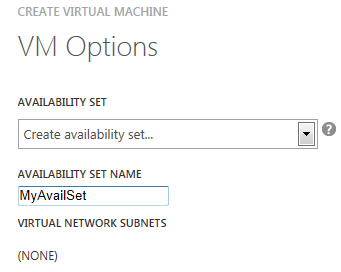 CREATE VIRTUAL MACHINE
VM Options
AVAILABILITY SET
Create availability set...
?
AVAILABILITY SET NAME
MyAvailSet
VIRTUAL NETWORK SUBNETS
(NONE)